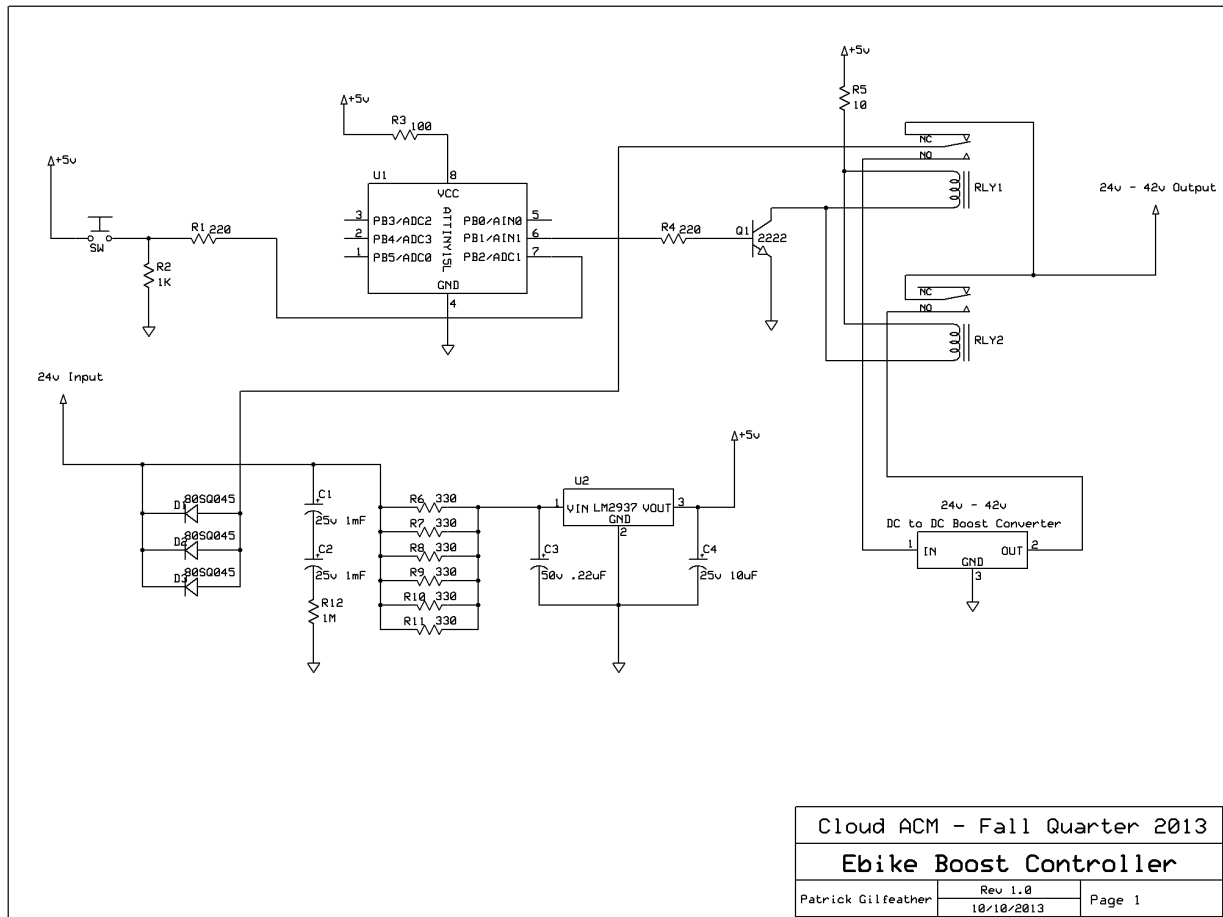 +5v
R5
10
+5v
R3
100
NC
NO
RLY1
24v - 42v Output
+5v
SW
R1 220
R2
1K
U1
8
VCC
ATTINY15L
3 PB3/ADC2 PB0/AIN0 5
2 PB4/ADC3 PB1/AIN1 6
1 PB5/ADC0 PB2/ADC1 7
GND
4
R4 220
Q1
2222
NC
NO
RLY2
24v Input
+5v
D1 80SQ045
D2 80SQ045
D3 80SQ045
C1
25v 1mF
C2
25v 1mF
R12
1M
R6 330
R7 330
R8 330
R9 330
R10 330
R11 330
U2
1 VIN LM2937 VOUT 3
GND
2
C3
50v .22uF
C4
25v 10uF
24v - 42v
DC to DC Boost Converter
1 IN OUT 2
GND
3
Cloud ACM - Fall Quarter 2013
Ebike Boost Controller
Patrick Gilfeather
Rev 1.0
10/10/2013
Page 1